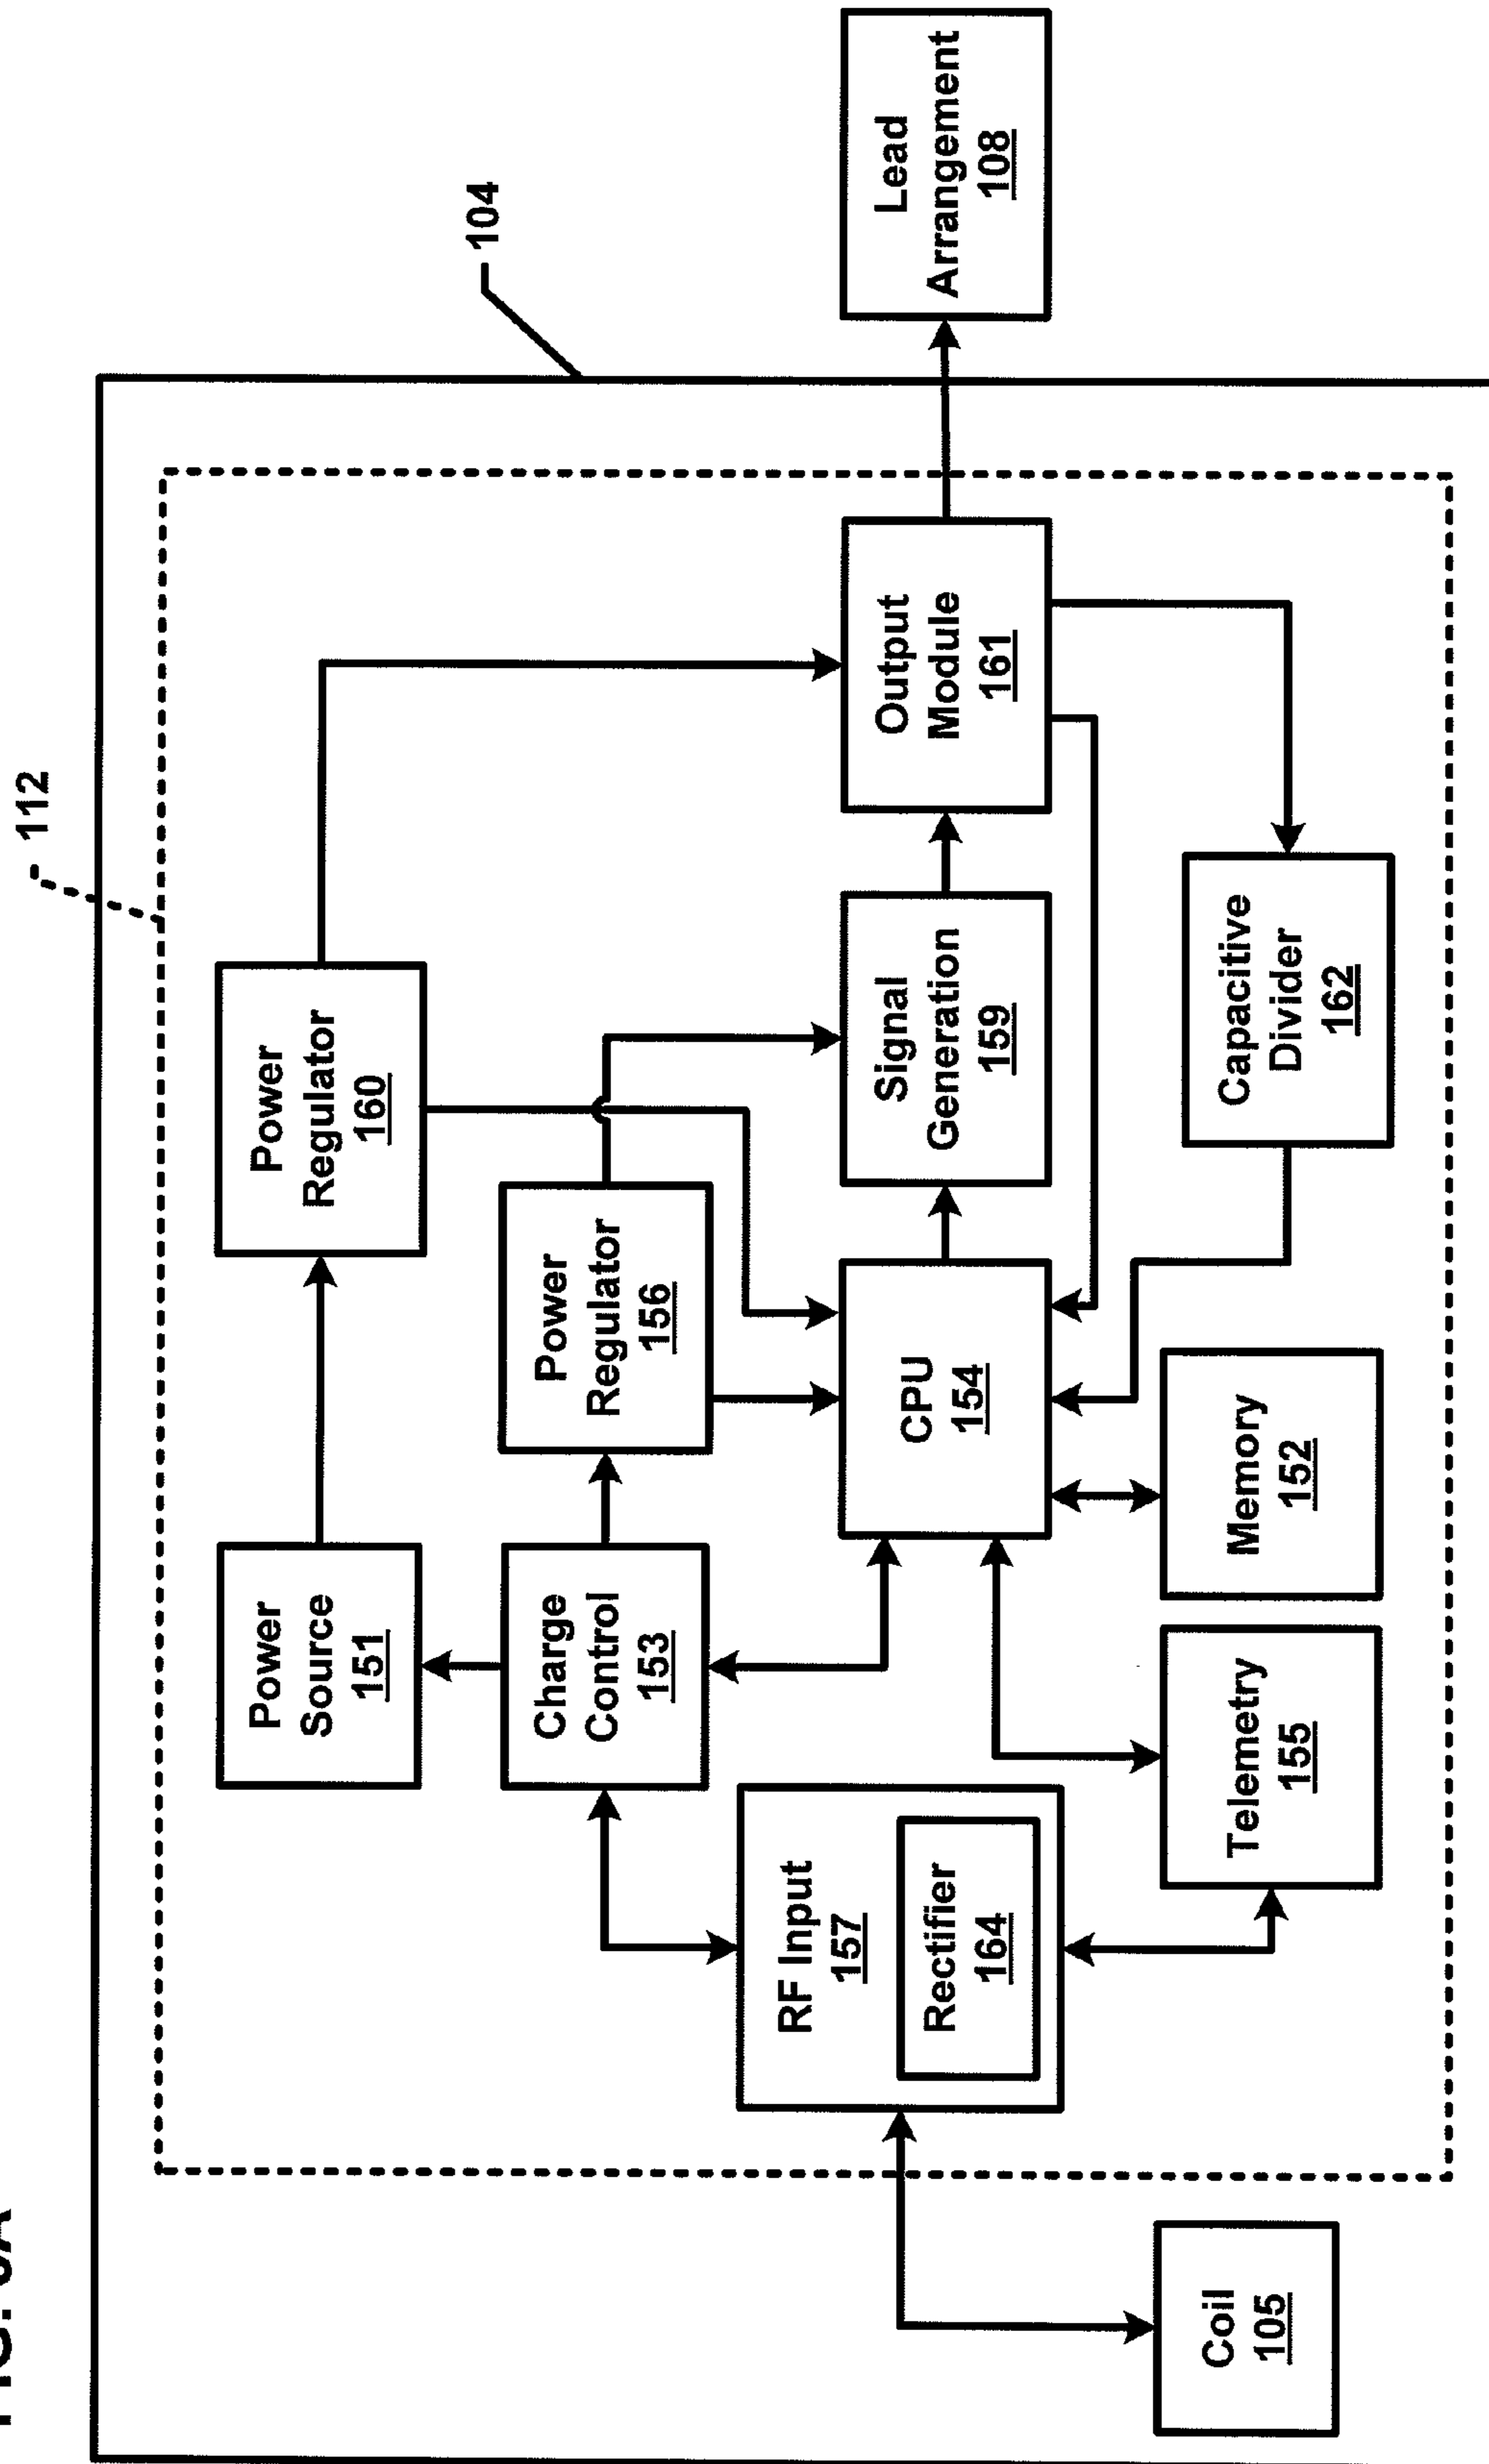 112
104
Power
Source
151
Power
Regulator
160
Charge
Control
153
Power
Regulator
156
RF Input
157
Rectifier
164
CPU
154
Signal
Generation
159
Output
Module
161
Lead
Arrangement
108
Coil
105
Telemetry
155
Memory
152
Capacitive
Divider
162